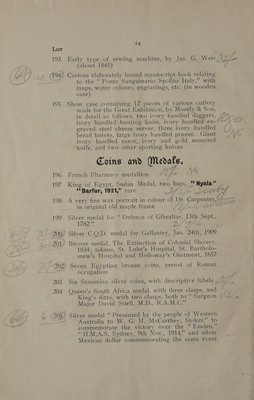 14
Lot
193 Early type of sewing machine, by Jas. G. Weir
(about 1843)
194 Curious elaborately bound manuscript book relating
to the " Ponte Sanguinario Spolito Italy," with
maps, water colours, engravings, etc. (in wooden
case)
195 Show case containing 12 pieces of various cutlery
made for the Great Exhibition, by Mosely & Son,
in detail as follows: two ivory handled daggers,
ivory handled hunting knife, ivory handled en-
graved steel cheese server, three ivory handled
bread knives, large ivory handled pruner. Giant
ivory handled razor, ivory and gold mounted
knife, and two other sporting knives
Coins and Medals.
196 French Pharmacy medallion
197 King of Egypt, Sudan Medal, two bars, " Nyala "
" Darfur, 1921," rare
198 A very fine wax portrait in colour of Dr. Carpenter,
in original old maple frame
199 Silver medal for " Defence of Gibraltar, 13th Sept.,
1782 "
200 Silver C.Q.D. medal for Gallantry, Jan. 24th, 1909
201 Bronze medal, The Extinction of Colonial Slavery,
1834; tokens, St. Luke's Hospital, St. Bartholo-
mew's Hospital and Holloway's Ointment, 1857
202 Seven Egyptian bronze coins, period of Roman
occupation
203 Six Sassanian silver coins, with descriptive labels
204 Queen's South Africa medal, with three clasps, and
King's ditto, with two clasps, both to " Surgeon
Major David Stiell, M.D., R.A.M.C."
205 Silver medal " Presented by the people of Western
Australia to W. G. H. McCarthey, Stoker," to
commemorate the victory over the " Emden,"
" H.M.A.S. Sydney, 9th Nov., 1914," and silver
Mexican dollar commemorating the same event